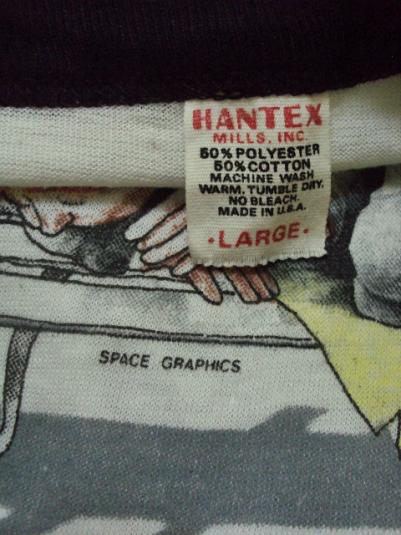 HANTEX
MILLS, INC.
50% POLYESTER
50% COTTON
MACHINE WASH
WARM. TUMBLE DRY.
NO BLEACH.
MADE IN U.S.A.
·LARGE·
SPACE GRAPHICS